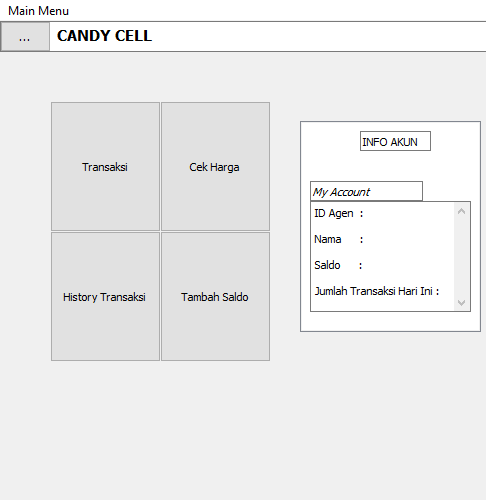 Main Menu
... CANDY CELL
Transaksi Cek Harga
History Transaksi Tambah Saldo
INFO AKUN
My Account
ID Agen :
Nama :
Saldo :
Jumlah Transaksi Hari Ini :